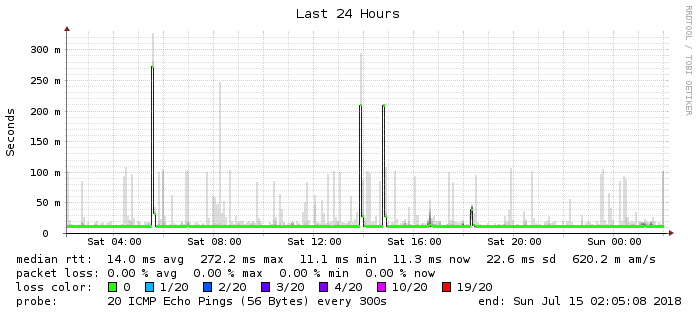 Last 24 Hours
RRDTOOL / TOBI OETIKER
Seconds
300 m
250 m
200 m
150 m
100 m
50 m
0
Sat 04:00 Sat 08:00 Sat 12:00 Sat 16:00 Sat 20:00 Sun 00:00
median rtt: 14.0 ms avg 272.2 ms max 11.1 ms min 11.3 ms now 22.6 ms sd 620.2 m am/s
packet loss: 0.00 % avg 0.00 % max 0.00 % min 0.00 % now
loss color: 0 1/20 2/20 3/20 4/20 10/20 19/20
probe: 20 ICMP Echo Pings (56 Bytes) every 300s end: Sun Jul 15 02:05:08 2018